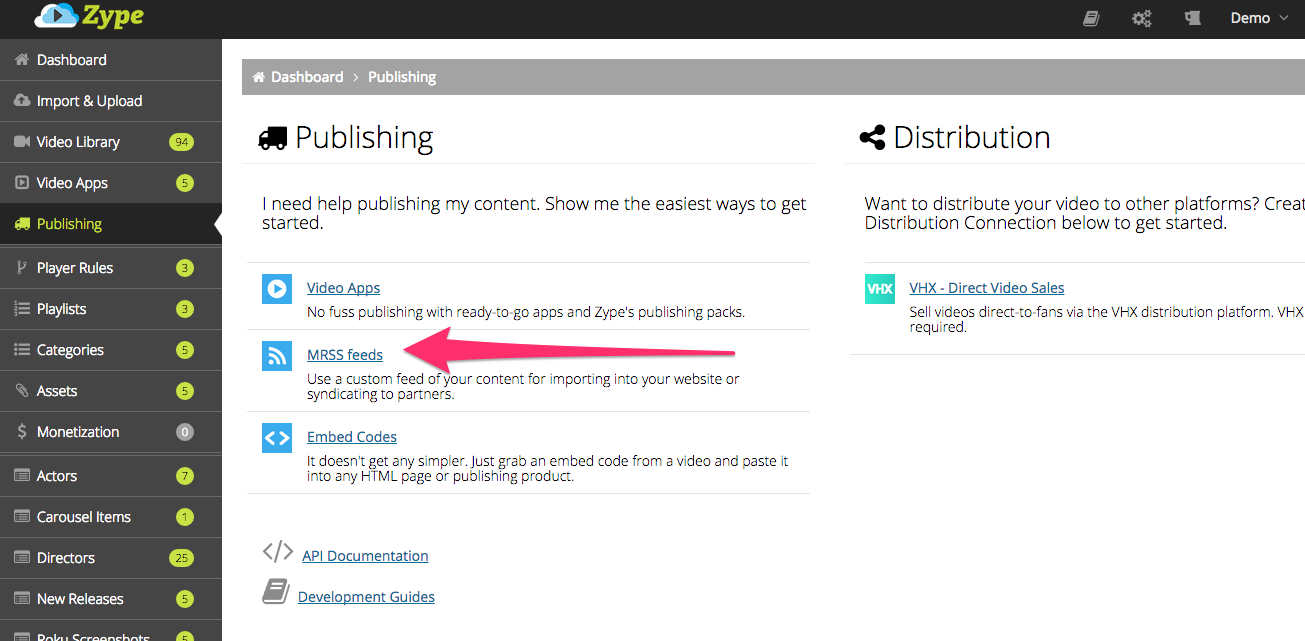 Zype
Demo
Dashboard
Import & Upload
Video Library 94
Video Apps 5
Publishing
Player Rules 3
Playlists 3
Categories 5
Assets 5
Monetization 0
Actors 7
Carousel Items 1
Directors 25
New Releases 5
Roku Screenshots 5
Dashboard > Publishing
Publishing
I need help publishing my content. Show me the easiest ways to get
started.
Video Apps
No fuss publishing with ready-to-go apps and Zype's publishing packs.
MRSS feeds
Use a custom feed of your content for importing into your website or
syndicating to partners.
Embed Codes
It doesn't get any simpler. Just grab an embed code from a video and paste it
into any HTML page or publishing product.
</> API Documentation
Development Guides
Distribution
Want to distribute your video to other platforms? Creat
Distribution Connection below to get started.
VHX
VHX - Direct Video Sales
Sell videos direct-to-fans via the VHX distribution platform. VHX
required.